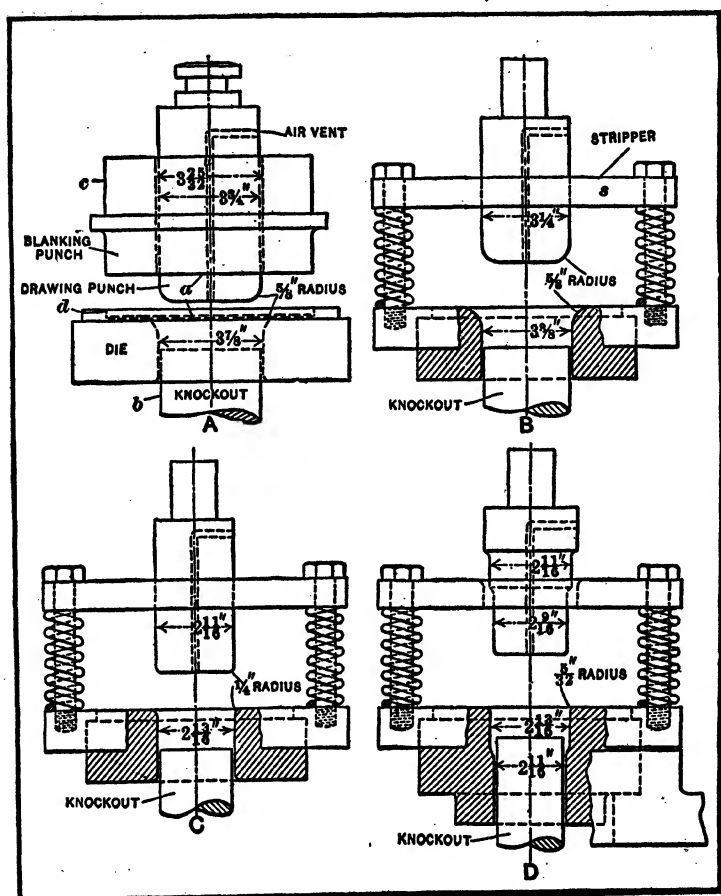 AIR VENT
c
3 25/32
3 3/4"
BLANKING
PUNCH
DRAWING PUNCH
a
5/8" RADIUS
d
DIE
3 7/8"
KNOCKOUT
b
A
STRIPPER
s
3 1/4"
5/8" RADIUS
3 3/8"
KNOCKOUT
B
2 11/16"
1/4" RADIUS
2 13/16"
KNOCKOUT
C
2 11/16"
2 9/16"
5/32" RADIUS
2 13/16"
2 11/16"
KNOCKOUT
D